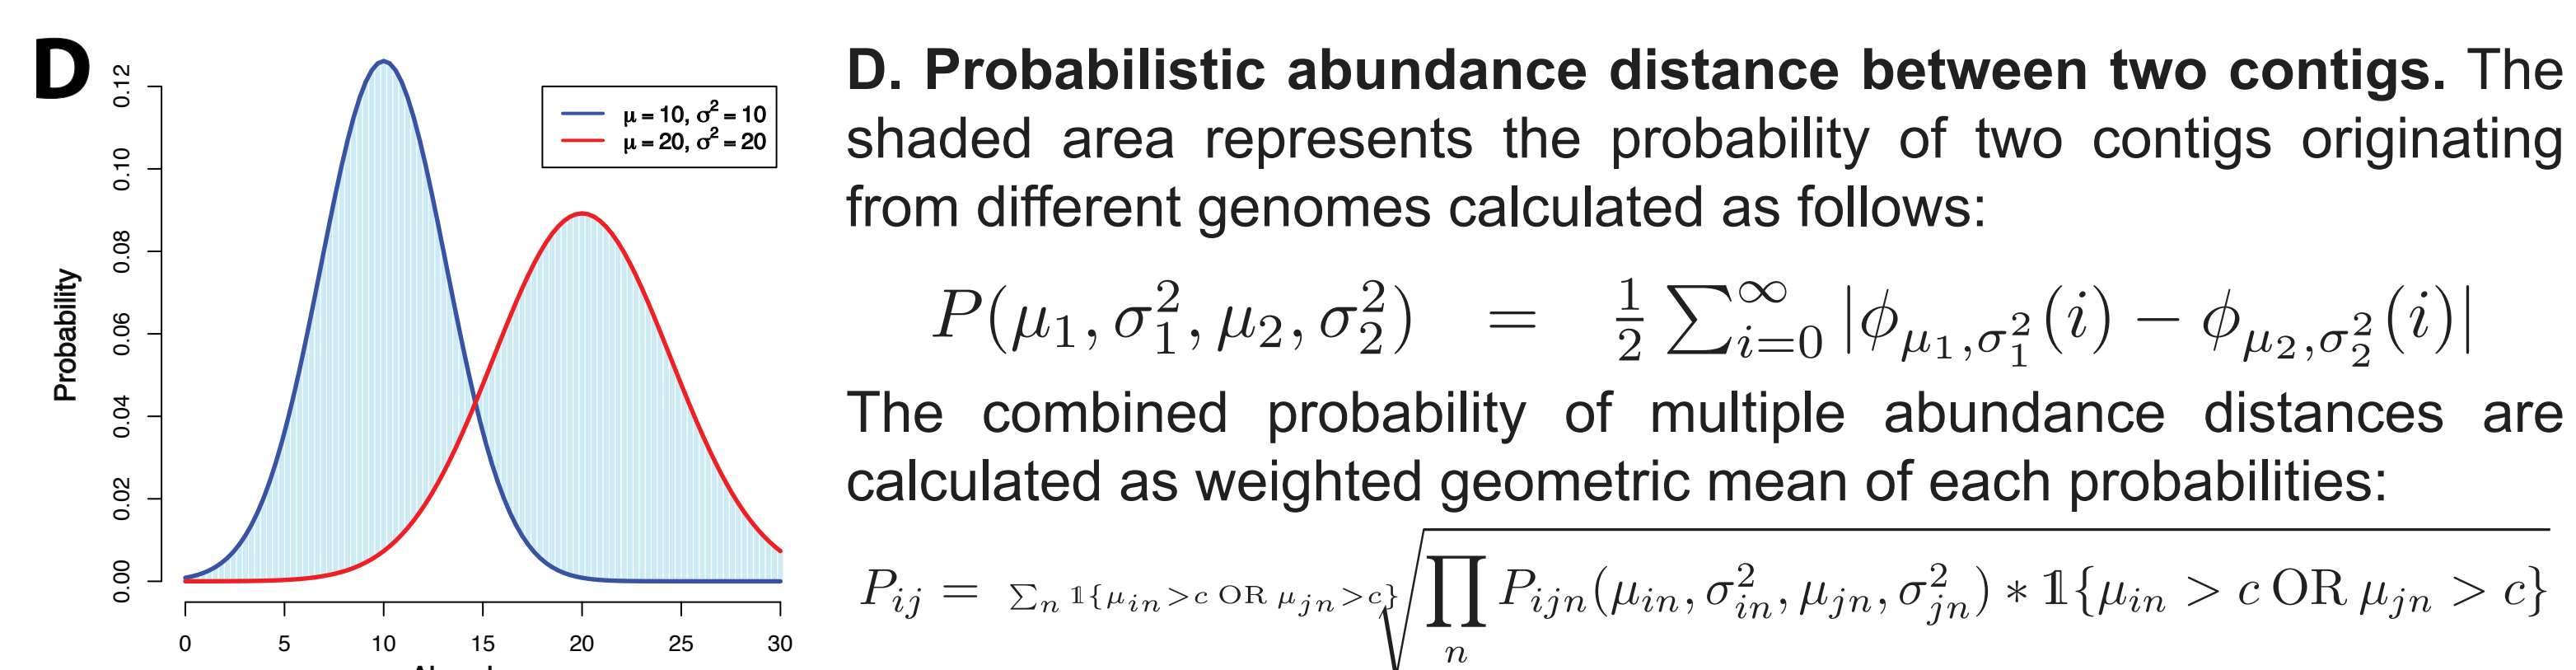 D
Probability
0.12
0.10
0.08
0.06
0.04
0.02
0.00
μ = 10, σ² = 10
μ = 20, σ² = 20
0 5 10 15 20 25 30
D. Probabilistic abundance distance between two contigs. The
shaded area represents the probability of two contigs originating
from different genomes calculated as follows:
P(μ₁, σ₁², μ₂, σ₂²) = ½ ∑_{i=0}^{∞} |ϕ_{μ₁,σ₁²}(i) − ϕ_{μ₂,σ₂²}(i)|
The combined probability of multiple abundance distances are
calculated as weighted geometric mean of each probabilities:
P_{ij} = \sqrt[∑_n 𝟙{μ_{in}>c OR μ_{jn}>c}]{∏_n P_{ijn}(μ_{in}, σ²_{in}, μ_{jn}, σ²_{jn}) * 𝟙{μ_{in} > c OR μ_{jn} > c}}